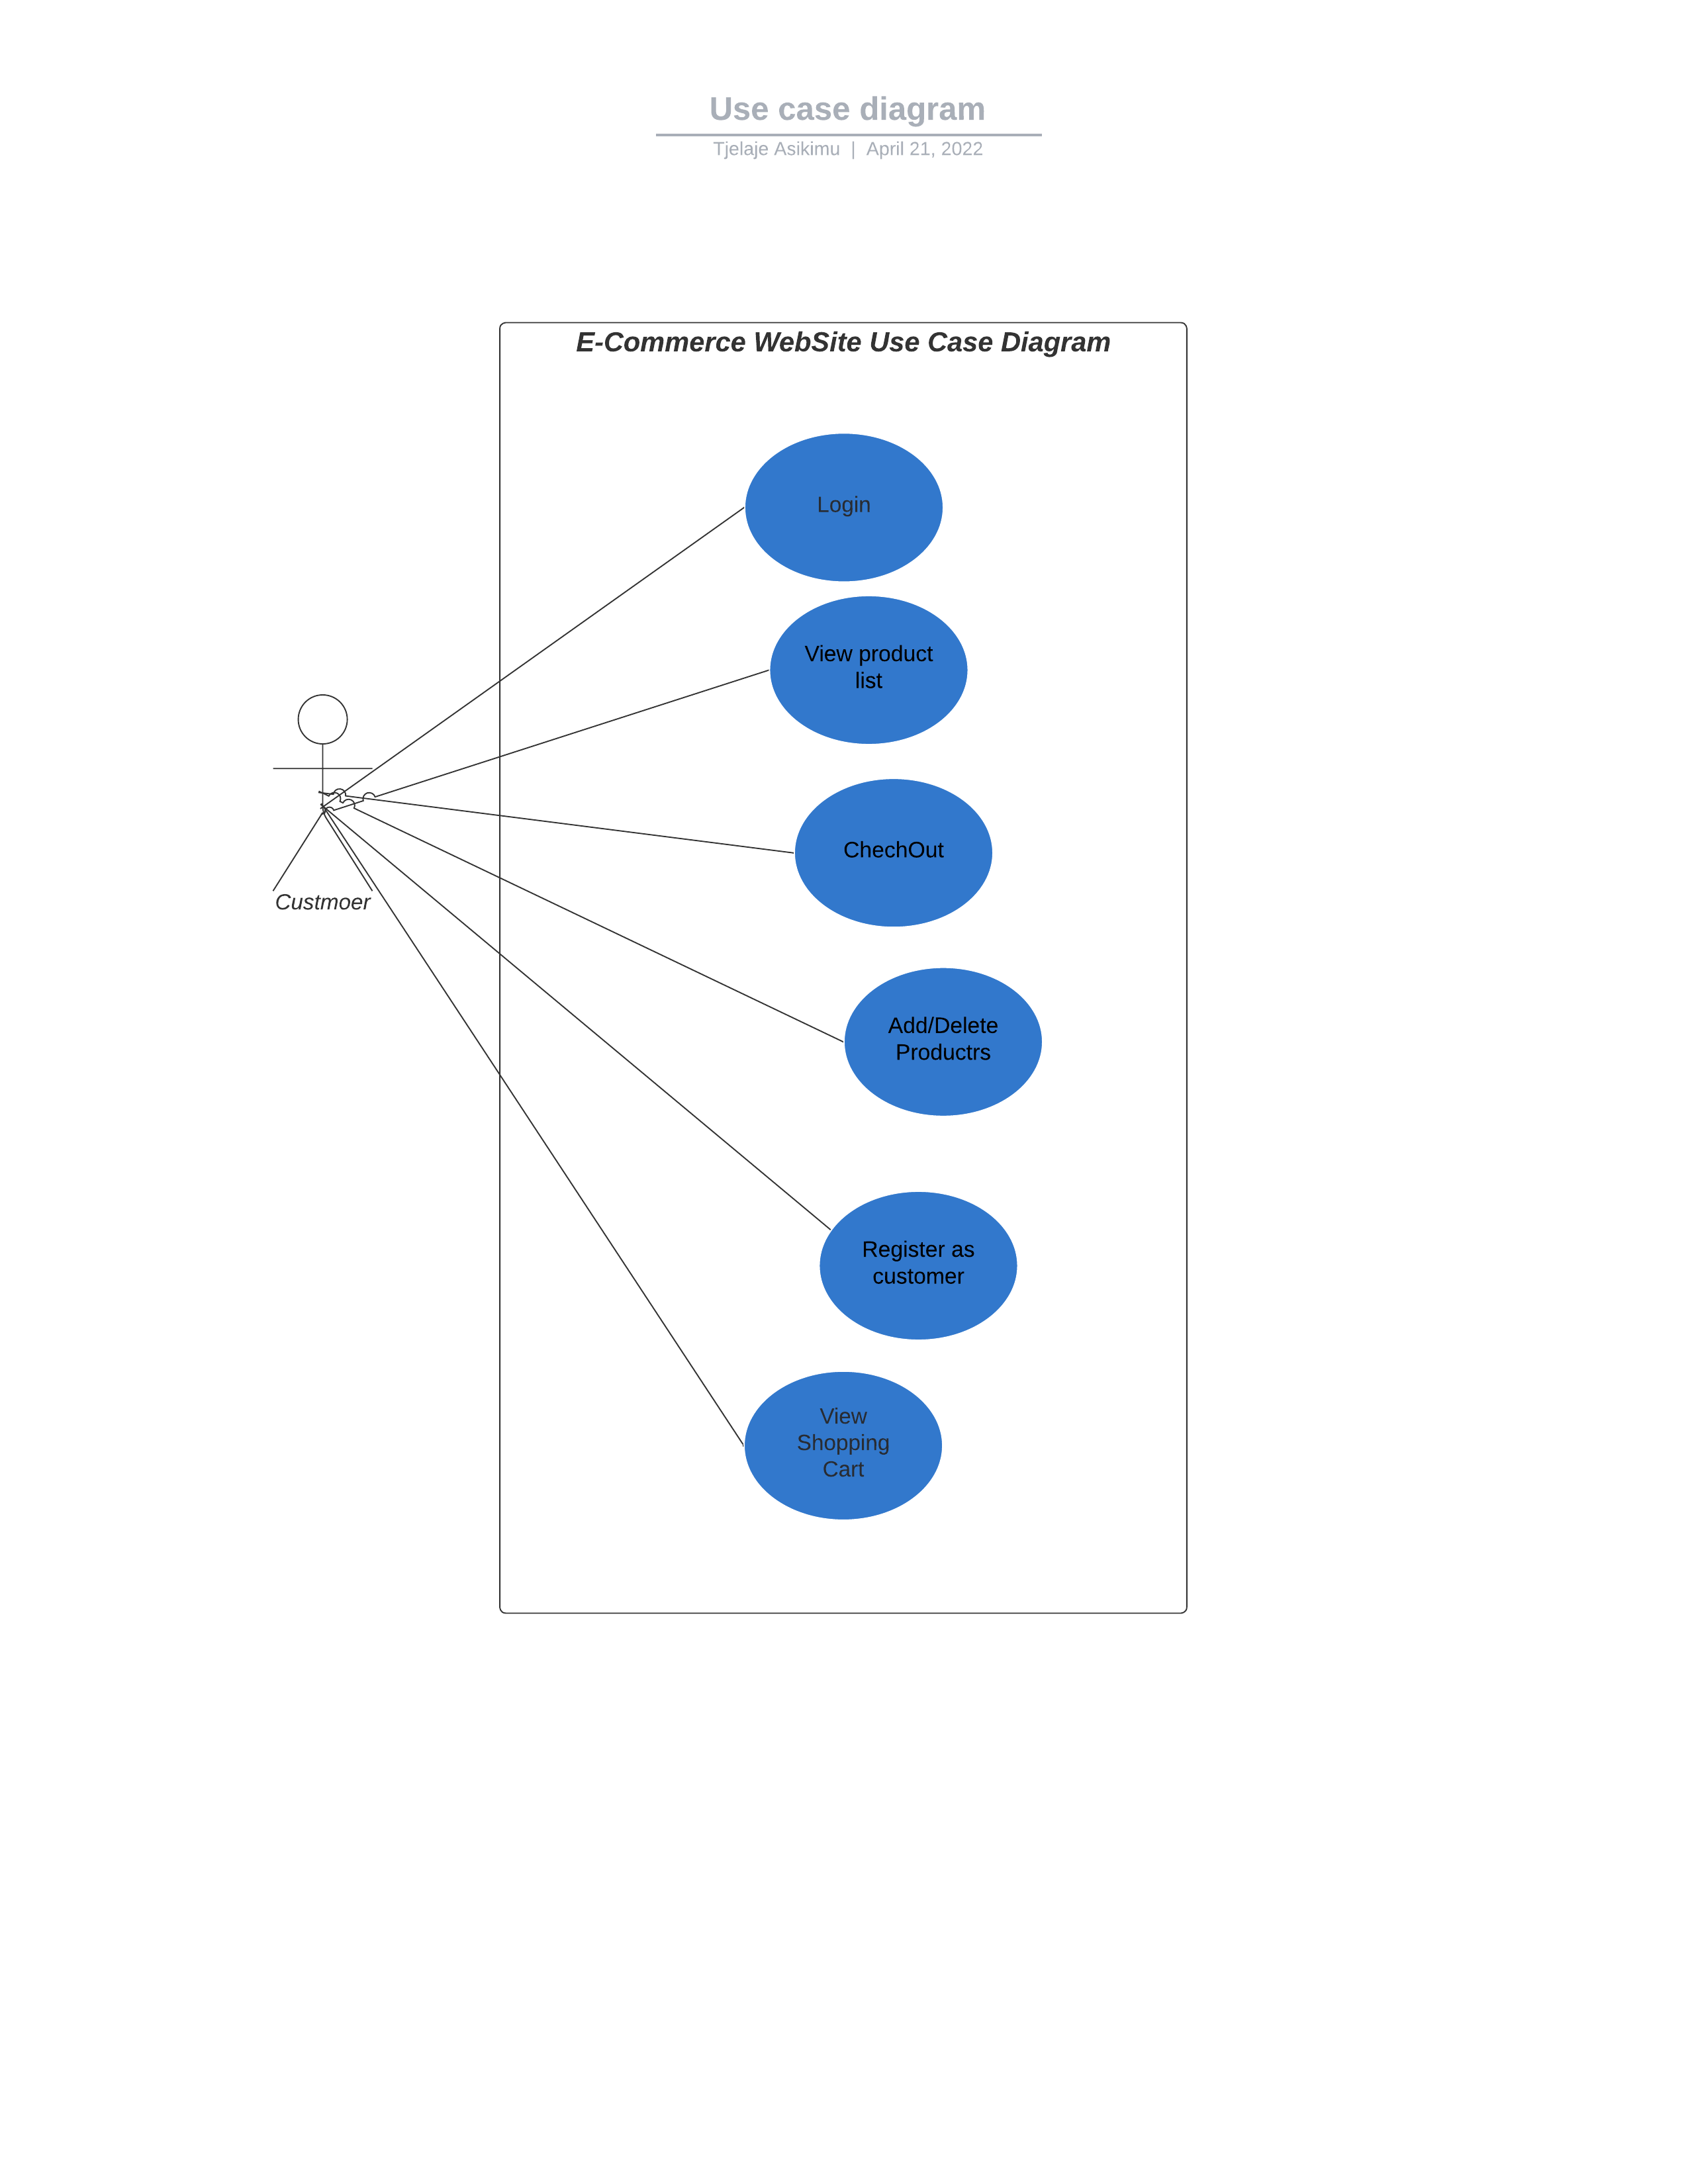 Use case diagram
Tjelaje Asikimu | April 21, 2022
E-Commerce WebSite Use Case Diagram
Login
View product
list
ChechOut
Custmoer
Add/Delete
Productrs
Register as
customer
View
Shopping
Cart